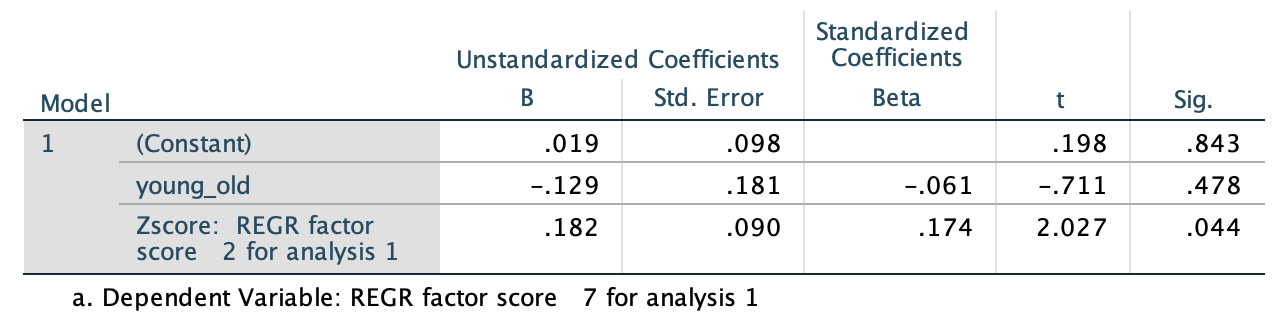 Unstandardized Coefficients Standardized Coefficients
Model B Std. Error Beta t Sig.
1 (Constant) .019 .098 .198 .843
young_old -.129 .181 -.061 -.711 .478
Zscore: REGR factor score 2 for analysis 1 .182 .090 .174 2.027 .044
a. Dependent Variable: REGR factor score 7 for analysis 1